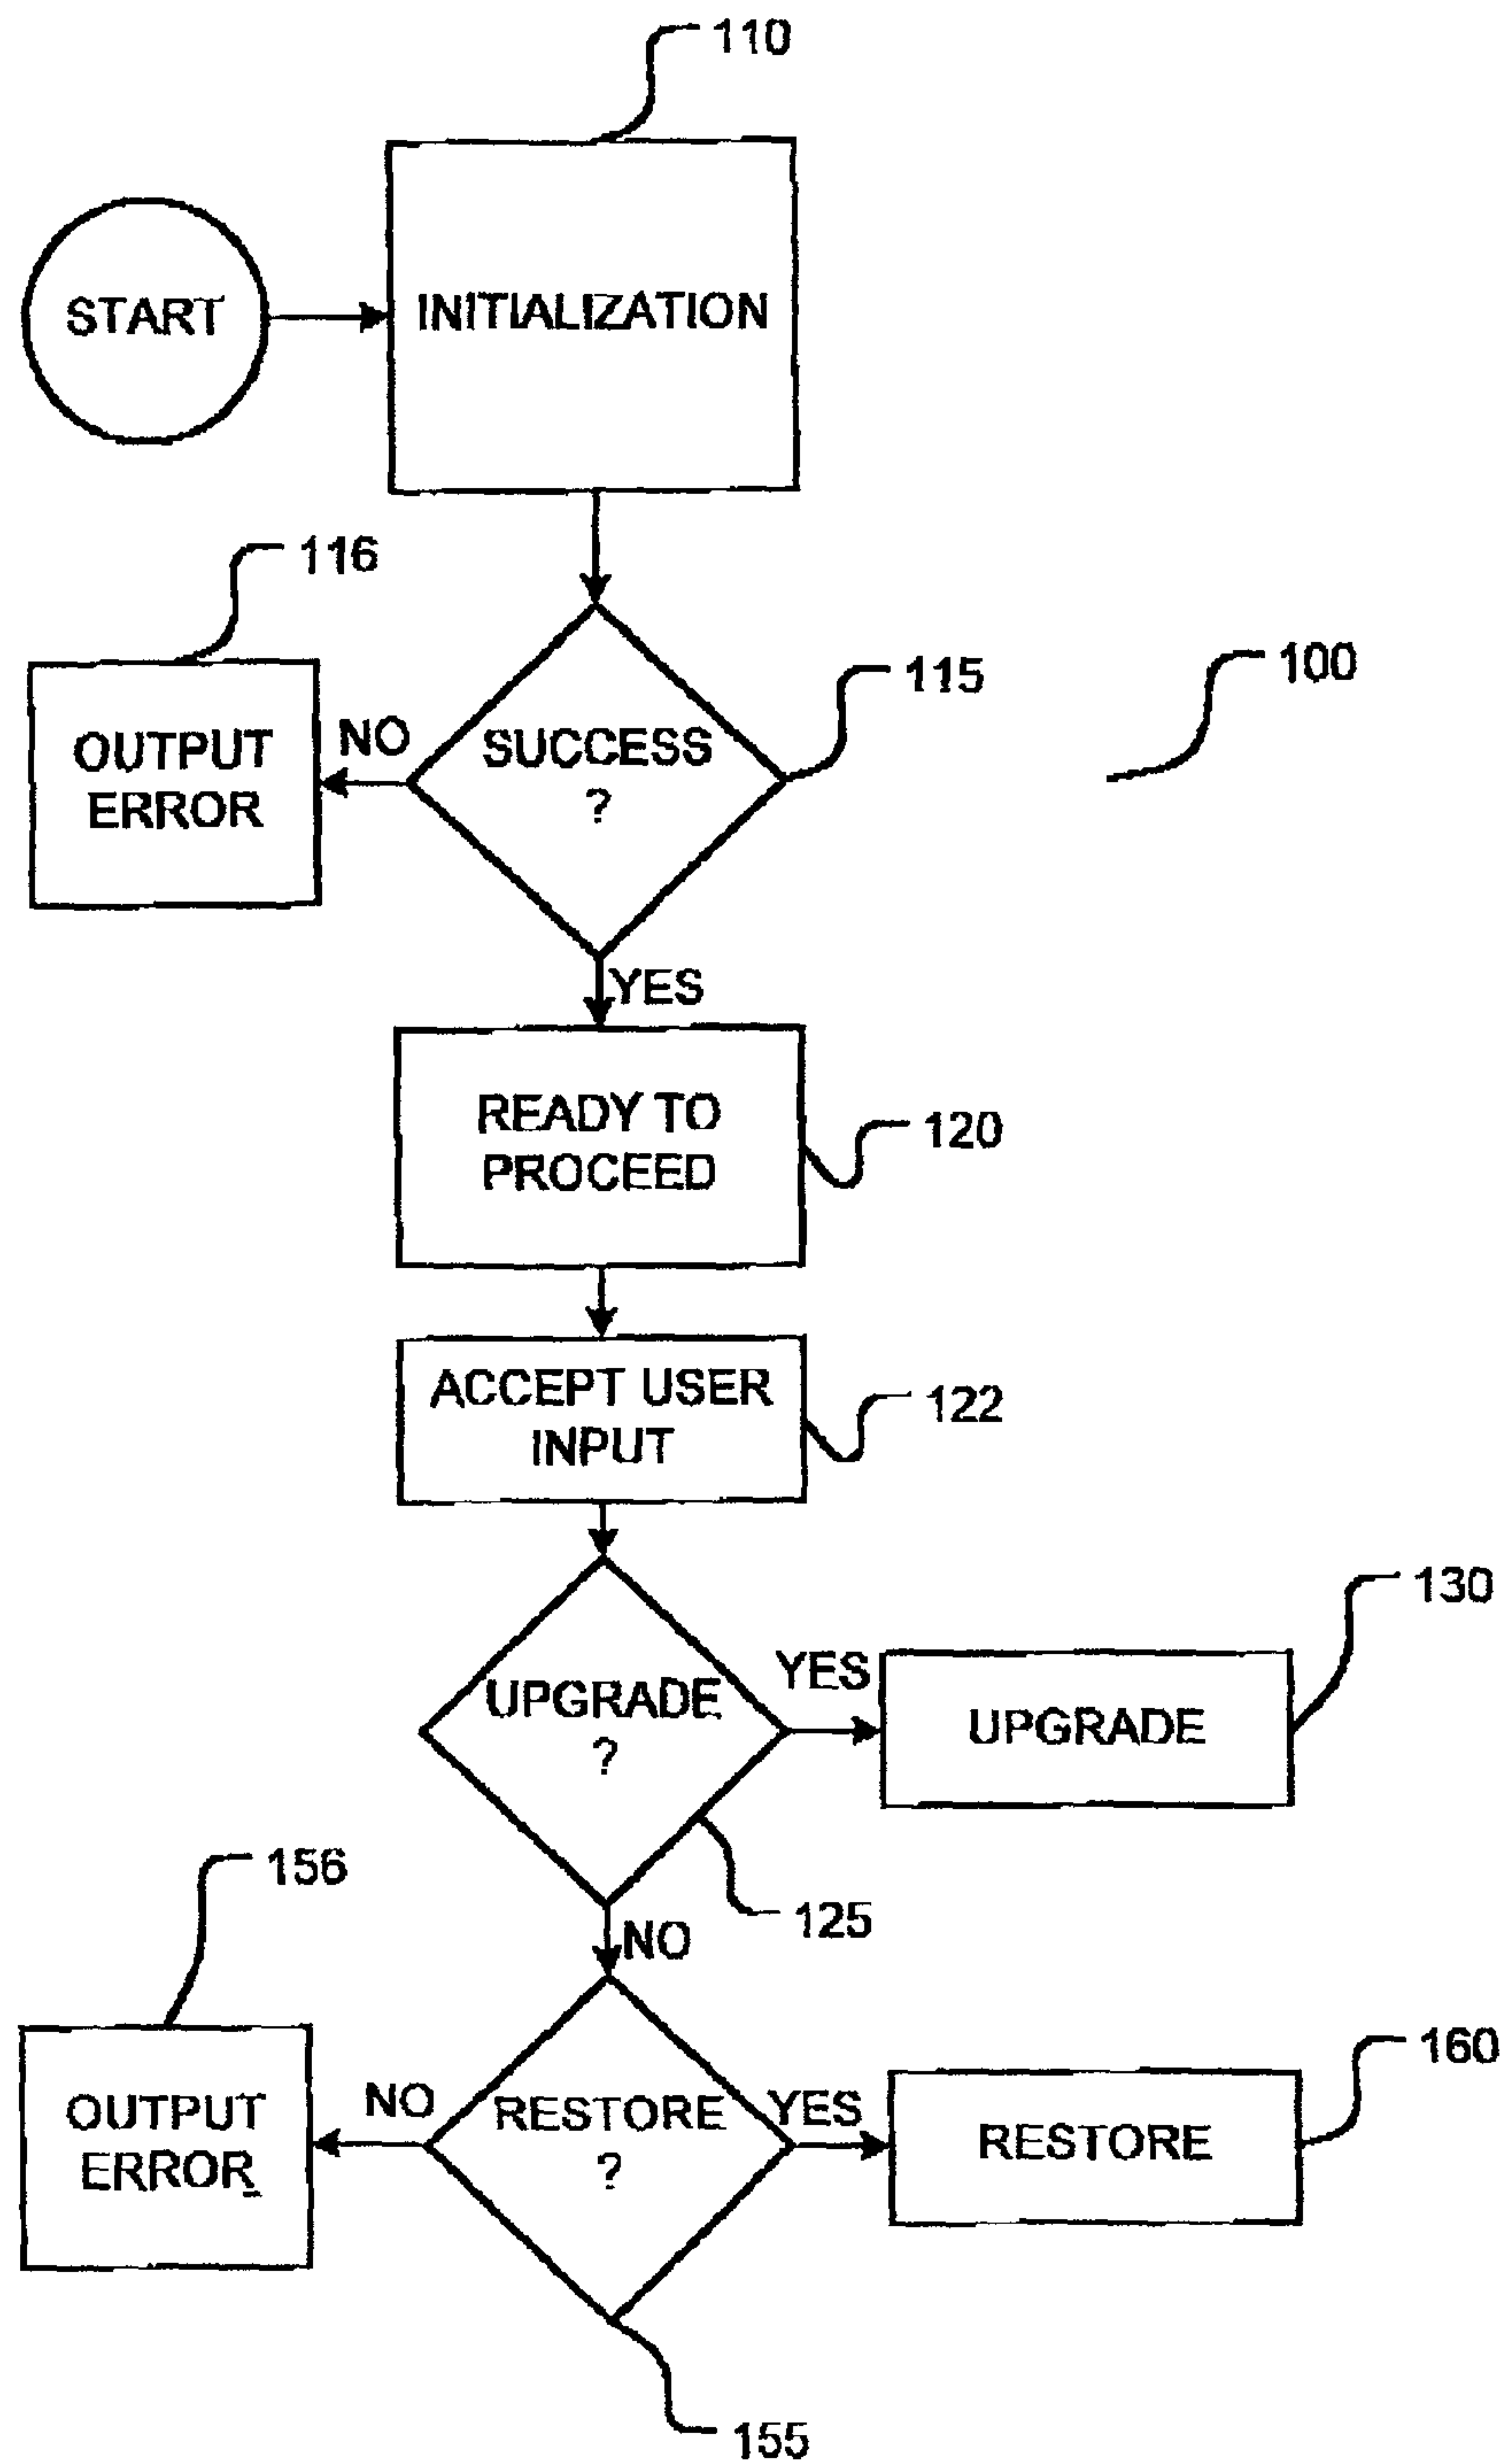 110
START
INITIALIZATION
116
115
100
OUTPUT
ERROR
NO
SUCCESS
?
YES
READY TO
PROCEED
120
ACCEPT USER
INPUT
122
130
UPGRADE
?
YES
UPGRADE
125
156
NO
160
OUTPUT
ERROR
NO
RESTORE
?
YES
RESTORE
155